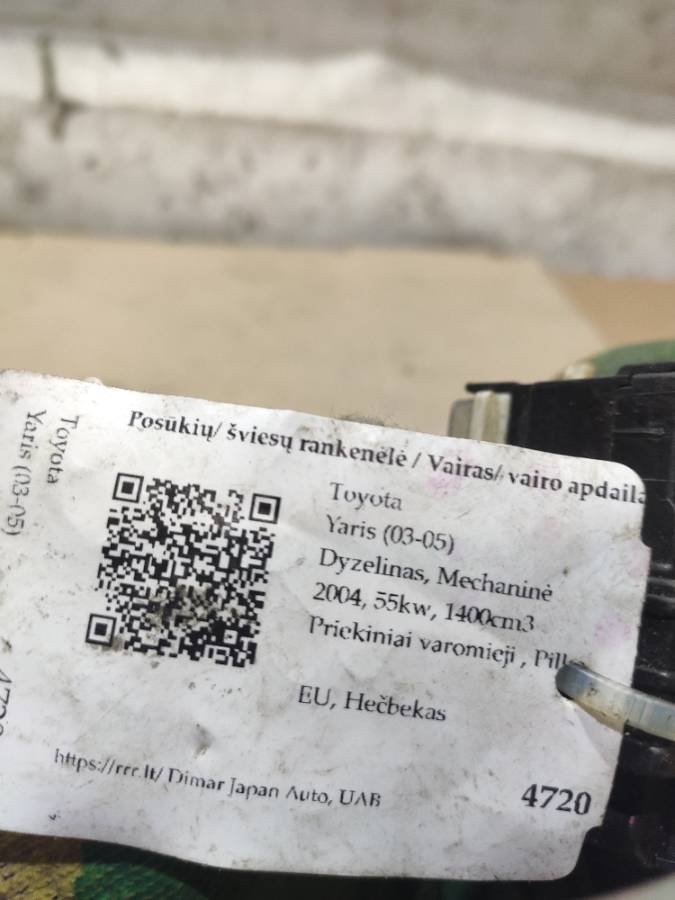 Posūkių/ šviesų rankenėlė / Vairas/ vairo apdaila
Toyota
Yaris (03-05)
Dyzelinas, Mechaninė
2004, 55kw, 1400cm3
Priekiniai varomieji ,
EU, Hečbekas
https://rrr.lt/ Dimar Japan Auto, UAB
4720
Toyota
Yaris (03-05)